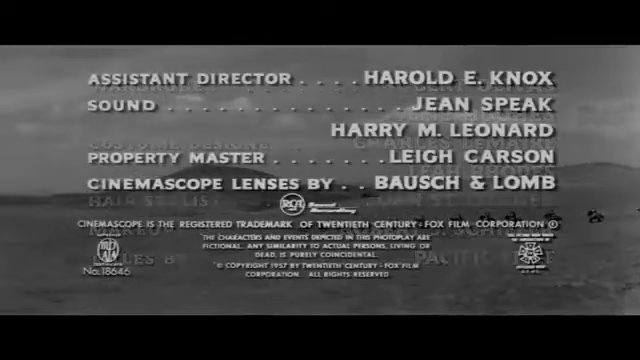 ASSISTANT DIRECTOR . . . . HAROLD E. KNOX
SOUND . . . . . . . . . . . . . . JEAN SPEAK
HARRY M. LEONARD
PROPERTY MASTER . . . . . . . LEIGH CARSON
CINEMASCOPE LENSES BY . . BAUSCH & LOMB
RCA Sound Recording
CINEMASCOPE IS THE REGISTERED TRADEMARK OF TWENTIETH CENTURY-FOX FILM CORPORATION
THE CHARACTERS AND EVENTS DEPICTED IN THIS PHOTOPLAY ARE
FICTIONAL. ANY SIMILARITY TO ACTUAL PERSONS, LIVING OR
DEAD, IS PURELY COINCIDENTAL.
No. 18646
© COPYRIGHT 1957 BY TWENTIETH CENTURY-FOX FILM
CORPORATION. ALL RIGHTS RESERVED